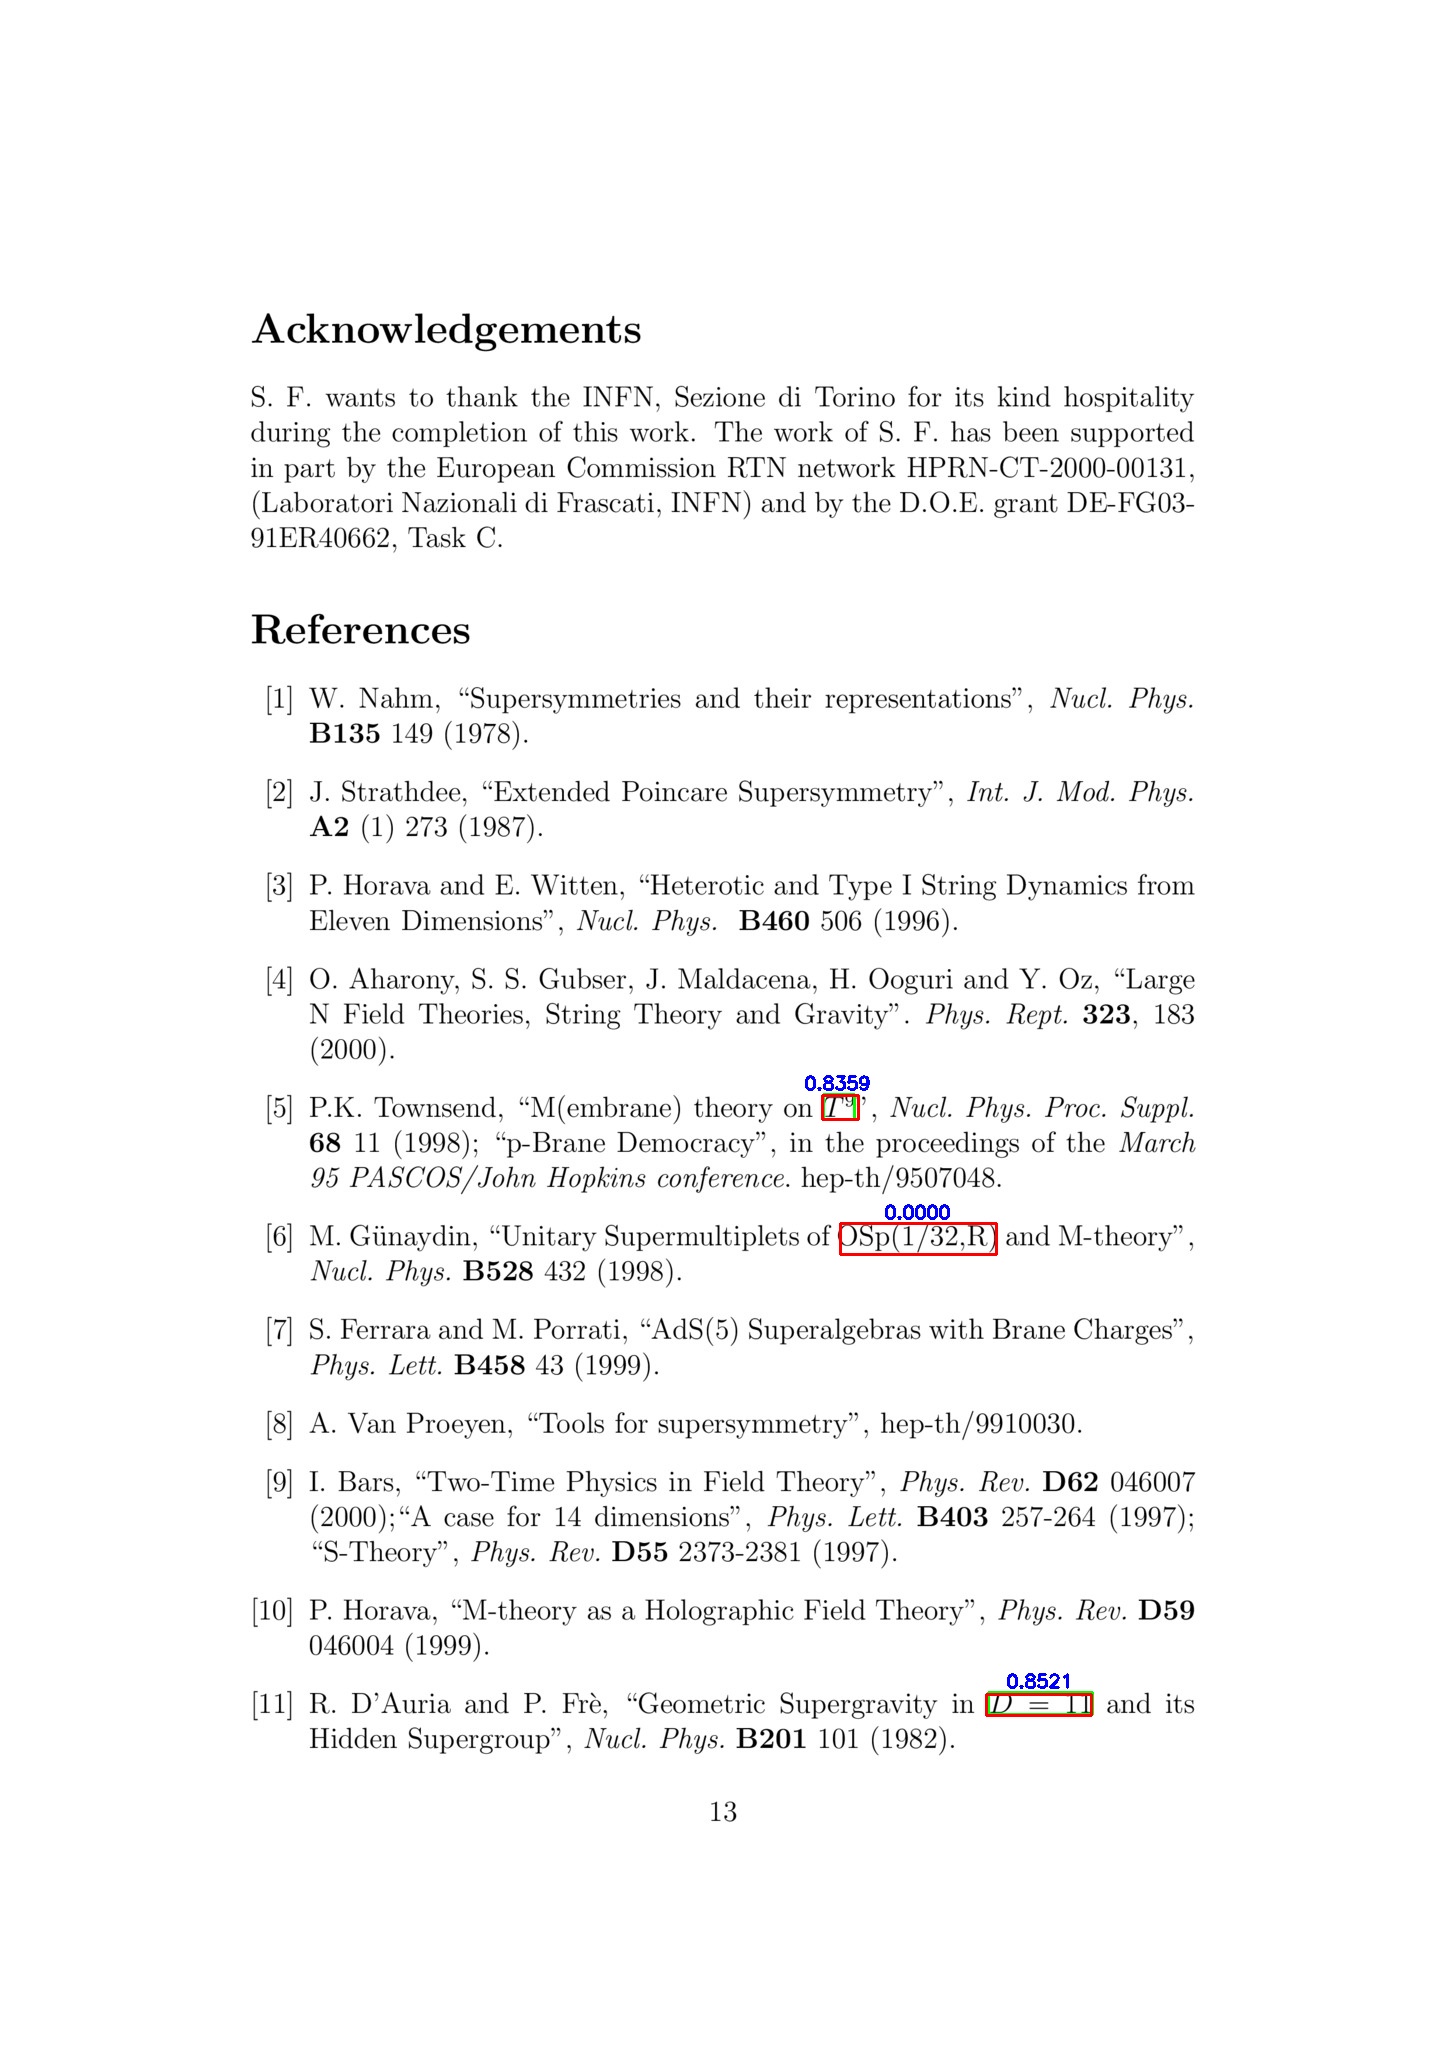 Acknowledgements
S. F. wants to thank the INFN, Sezione di Torino for its kind hospitality
during the completion of this work. The work of S. F. has been supported
in part by the European Commission RTN network HPRN-CT-2000-00131,
(Laboratori Nazionali di Frascati, INFN) and by the D.O.E. grant DE-FG03-
91ER40662, Task C.
References
[1] W. Nahm, “Supersymmetries and their representations”, Nucl. Phys.
B135 149 (1978).
[2] J. Strathdee, “Extended Poincare Supersymmetry”, Int. J. Mod. Phys.
A2 (1) 273 (1987).
[3] P. Horava and E. Witten, “Heterotic and Type I String Dynamics from
Eleven Dimensions”, Nucl. Phys. B460 506 (1996).
[4] O. Aharony, S. S. Gubser, J. Maldacena, H. Ooguri and Y. Oz, “Large
N Field Theories, String Theory and Gravity”. Phys. Rept. 323, 183
(2000).
0.8359
[5] P.K. Townsend, “M(embrane) theory on T⁹”, Nucl. Phys. Proc. Suppl.
68 11 (1998); “p-Brane Democracy”, in the proceedings of the March
95 PASCOS/John Hopkins conference. hep-th/9507048.
0.0000
[6] M. Günaydin, “Unitary Supermultiplets of OSp(1/32,R) and M-theory”,
Nucl. Phys. B528 432 (1998).
[7] S. Ferrara and M. Porrati, “AdS(5) Superalgebras with Brane Charges”,
Phys. Lett. B458 43 (1999).
[8] A. Van Proeyen, “Tools for supersymmetry”, hep-th/9910030.
[9] I. Bars, “Two-Time Physics in Field Theory”, Phys. Rev. D62 046007
(2000);“A case for 14 dimensions”, Phys. Lett. B403 257-264 (1997);
“S-Theory”, Phys. Rev. D55 2373-2381 (1997).
[10] P. Horava, “M-theory as a Holographic Field Theory”, Phys. Rev. D59
046004 (1999).
0.8521
[11] R. D’Auria and P. Frè, “Geometric Supergravity in D = 11 and its
Hidden Supergroup”, Nucl. Phys. B201 101 (1982).
13